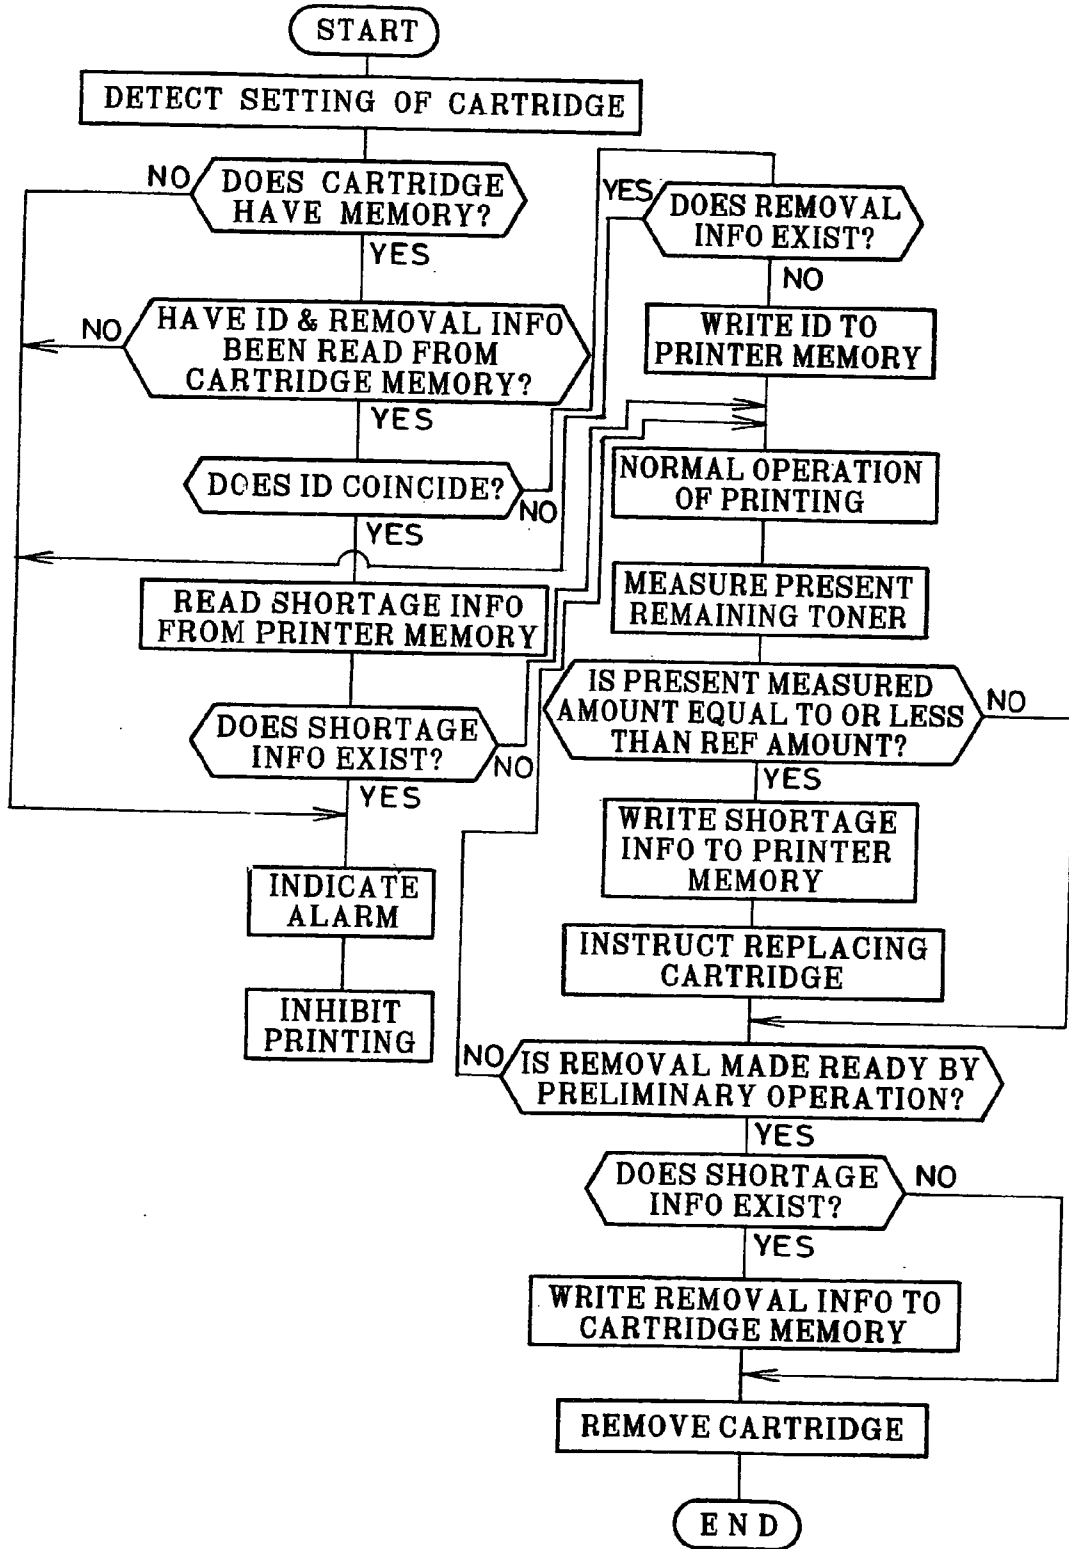 START
DETECT SETTING OF CARTRIDGE
NO
DOES CARTRIDGE
HAVE MEMORY?
YES
NO
HAVE ID & REMOVAL INFO
BEEN READ FROM
CARTRIDGE MEMORY?
YES
DOES ID COINCIDE?
NO
YES
READ SHORTAGE INFO
FROM PRINTER MEMORY
DOES SHORTAGE
INFO EXIST?
NO
YES
INDICATE
ALARM
INHIBIT
PRINTING
YES
DOES REMOVAL
INFO EXIST?
NO
WRITE ID TO
PRINTER MEMORY
NORMAL OPERATION
OF PRINTING
MEASURE PRESENT
REMAINING TONER
IS PRESENT MEASURED
AMOUNT EQUAL TO OR LESS
THAN REF AMOUNT?
NO
YES
WRITE SHORTAGE
INFO TO PRINTER
MEMORY
INSTRUCT REPLACING
CARTRIDGE
NO
IS REMOVAL MADE READY BY
PRELIMINARY OPERATION?
YES
DOES SHORTAGE
INFO EXIST?
NO
YES
WRITE REMOVAL INFO TO
CARTRIDGE MEMORY
REMOVE CARTRIDGE
END